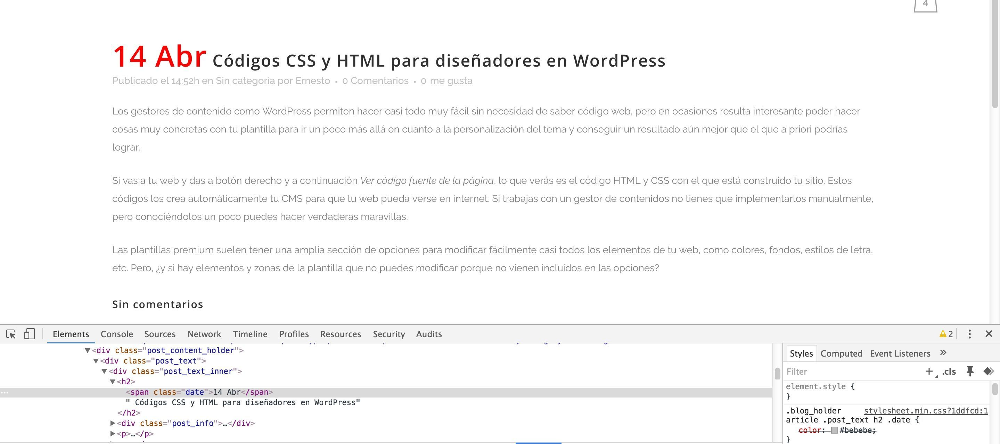 4
14 Abr Códigos CSS y HTML para diseñadores en WordPress
Publicado el 14:52h en Sin categoría por Ernesto • 0 Comentarios • 0 me gusta
Los gestores de contenido como WordPress permiten hacer casi todo muy fácil sin necesidad de saber código web, pero en ocasiones resulta interesante poder hacer
cosas muy concretas con tu plantilla para ir un poco más allá en cuanto a la personalización del tema y conseguir un resultado aún mejor que el que a priori podrías
lograr.
Si vas a tu web y das a botón derecho y a continuación Ver código fuente de la página, lo que verás es el código HTML y CSS con el que está construido tu sitio. Estos
códigos los crea automáticamente tu CMS para que tu web pueda verse en internet. Si trabajas con un gestor de contenidos no tienes que implementarlos manualmente,
pero conociéndolos un poco puedes hacer verdaderas maravillas.
Las plantillas premium suelen tener una amplia sección de opciones para modificar fácilmente casi todos los elementos de tu web, como colores, fondos, estilos de letra,
etc. Pero, ¿y si hay elementos y zonas de la plantilla que no puedes modificar porque no vienen incluidos en las opciones?
Sin comentarios
Elements Console Sources Network Timeline Profiles Resources Security Audits 2
<div class="post_content_holder">
<div class="post_text">
<div class="post_text_inner">
<h2>
<span class="date">14 Abr</span>
" Códigos CSS y HTML para diseñadores en WordPress"
</h2>
<div class="post_info">…</div>
<p>…</p>
Styles Computed Event Listeners »
Filter + .cls
element.style {
}
.blog_holder stylesheet.min.css?1ddfcd:1
article .post_text h2 .date {
color: #bebebe;
}